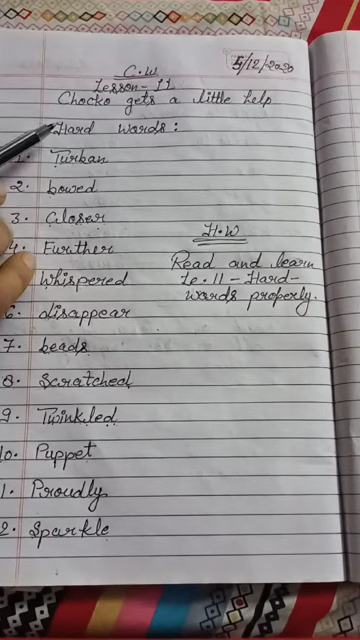 C.W
5/12/2020
Lesson-11
Chocko gets a little help
Hard Words:
1. Turban
2. bowed
3. Closer
4. Further
Whispered
6. disappear
7. beads
8. Scratched
9. Twinkled
10. Puppet
1. Proudly
2. Sparkle
H.W
Read and learn
Le.11-Hard-
words properly.